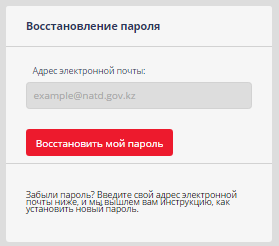 Восстановление пароля
Адрес электронной почты:
example@natd.gov.kz
Восстановить мой пароль
Забыли пароль? Введите свой адрес электронной
почты ниже, и мы вышлем вам инструкцию, как
установить новый пароль.